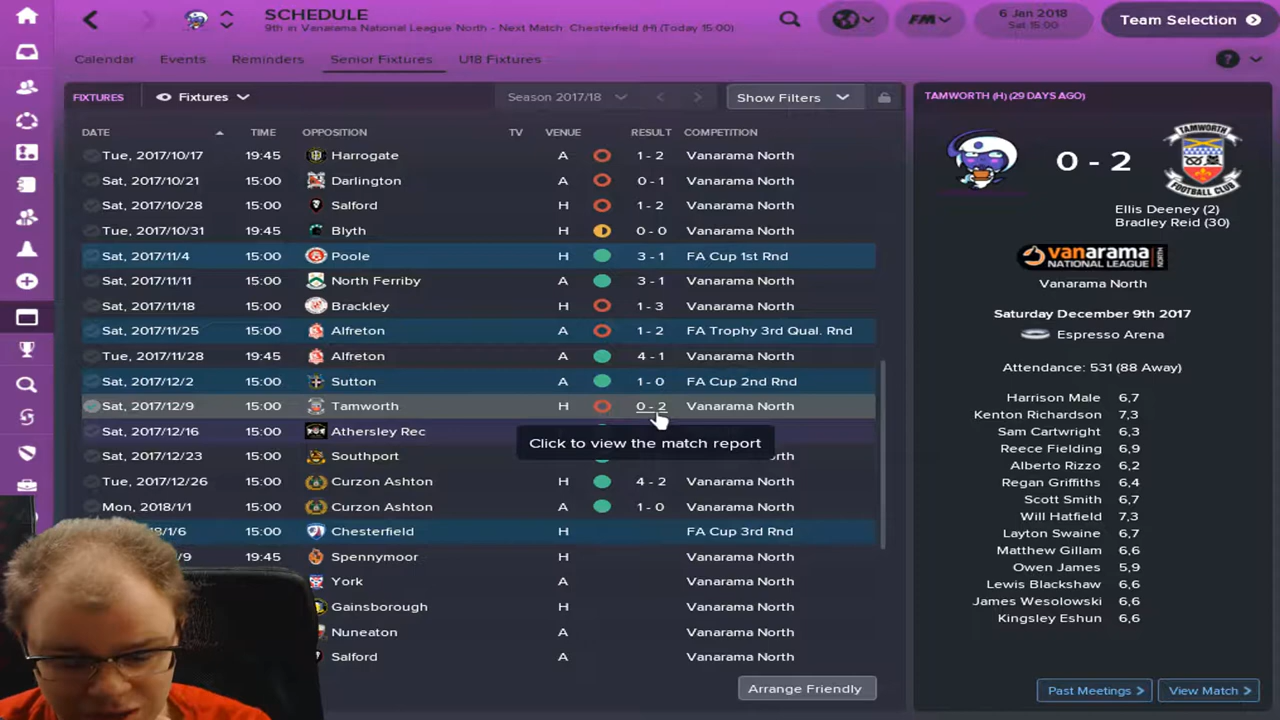 SCHEDULE
9th in Vanarama National League North - Next Match: Chesterfield (H) (Today 15:00)
FM
6 Jan 2018
Sat 15:00
Team Selection
Calendar
Events
Reminders
Senior Fixtures
U18 Fixtures
?
FIXTURES
Fixtures
Season 2017/18
Show Filters
DATE TIME OPPOSITION TV VENUE RESULT COMPETITION
Tue, 2017/10/17 19:45 Harrogate A 1 - 2 Vanarama North
Sat, 2017/10/21 15:00 Darlington A 0 - 1 Vanarama North
Sat, 2017/10/28 15:00 Salford H 1 - 2 Vanarama North
Tue, 2017/10/31 19:45 Blyth H 0 - 0 Vanarama North
Sat, 2017/11/4 15:00 Poole H 3 - 1 FA Cup 1st Rnd
Sat, 2017/11/11 15:00 North Ferriby A 3 - 1 Vanarama North
Sat, 2017/11/18 15:00 Brackley H 1 - 3 Vanarama North
Sat, 2017/11/25 15:00 Alfreton A 1 - 2 FA Trophy 3rd Qual. Rnd
Tue, 2017/11/28 19:45 Alfreton A 4 - 1 Vanarama North
Sat, 2017/12/2 15:00 Sutton A 1 - 0 FA Cup 2nd Rnd
Sat, 2017/12/9 15:00 Tamworth H 0 - 2 Vanarama North
Sat, 2017/12/16 15:00 Athersley Rec
Click to view the match report
Sat, 2017/12/23 15:00 Southport
Tue, 2017/12/26 15:00 Curzon Ashton H 4 - 2 Vanarama North
Mon, 2018/1/1 15:00 Curzon Ashton A 1 - 0 Vanarama North
/1/6 15:00 Chesterfield H FA Cup 3rd Rnd
/9 19:45 Spennymoor H Vanarama North
15:00 York A Vanarama North
15:00 Gainsborough H Vanarama North
15:00 Nuneaton A Vanarama North
15:00 Salford A Vanarama North
Arrange Friendly
TAMWORTH (H) (29 DAYS AGO)
0 - 2
TAMWORTH
FOOTBALL CLUB
Ellis Deeney (2)
Bradley Reid (30)
vanarama
NATIONAL LEAGUE NORTH
Vanarama North
Saturday December 9th 2017
Espresso Arena
Attendance: 531 (88 Away)
Harrison Male 6,7
Kenton Richardson 7,3
Sam Cartwright 6,3
Reece Fielding 6,9
Alberto Rizzo 6,2
Regan Griffiths 6,4
Scott Smith 6,7
Will Hatfield 7,3
Layton Swaine 6,7
Matthew Gillam 6,6
Owen James 5,9
Lewis Blackshaw 6,6
James Wesolowski 6,6
Kingsley Eshun 6,6
Past Meetings
View Match